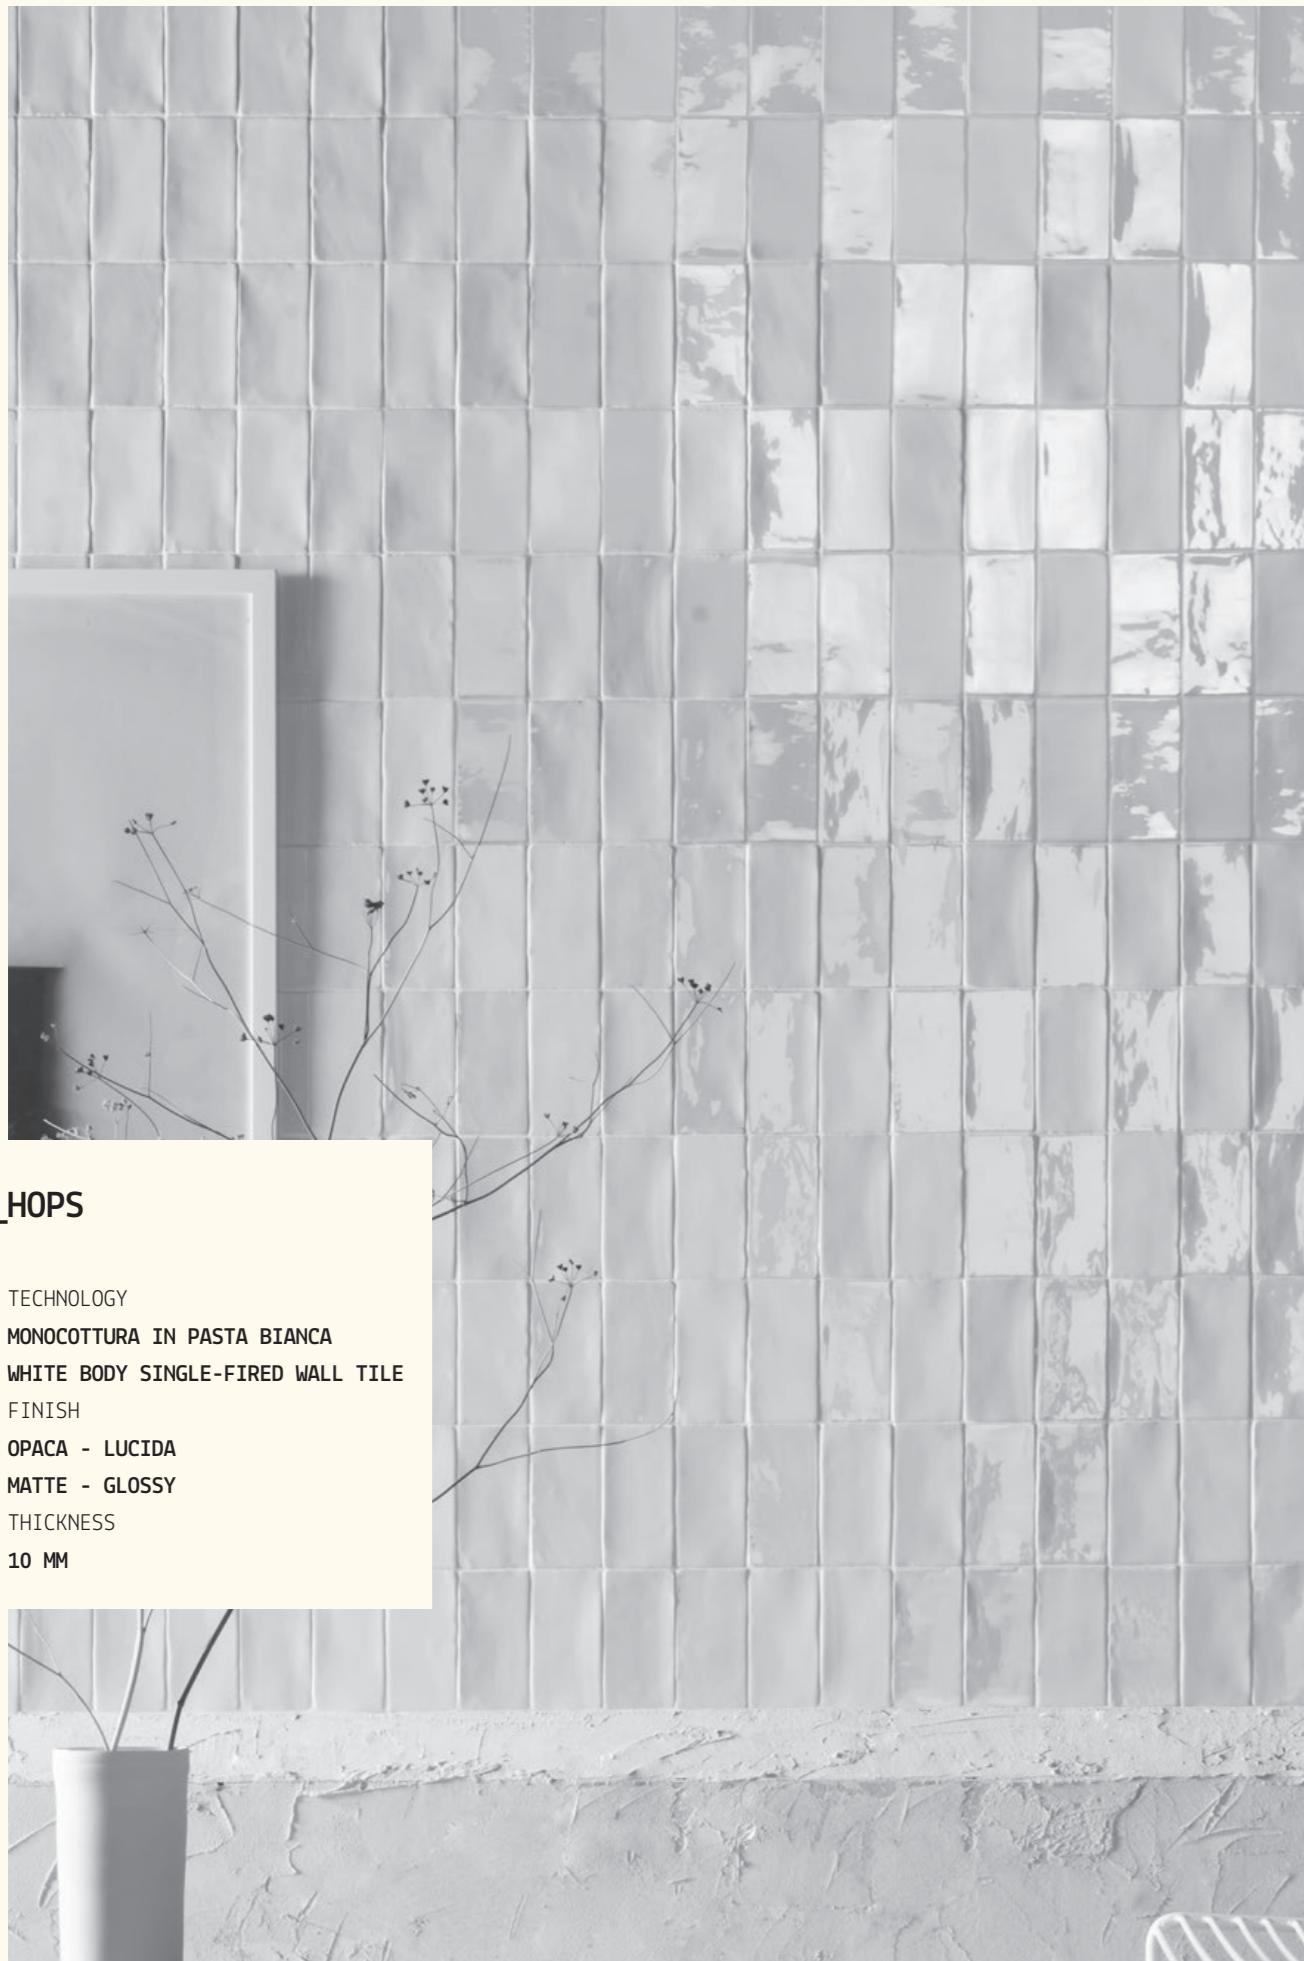 _HOPS
TECHNOLOGY
MONOCOTTURA IN PASTA BIANCA
WHITE BODY SINGLE-FIRED WALL TILE
FINISH
OPACA - LUCIDA
MATTE - GLOSSY
THICKNESS
10 MM